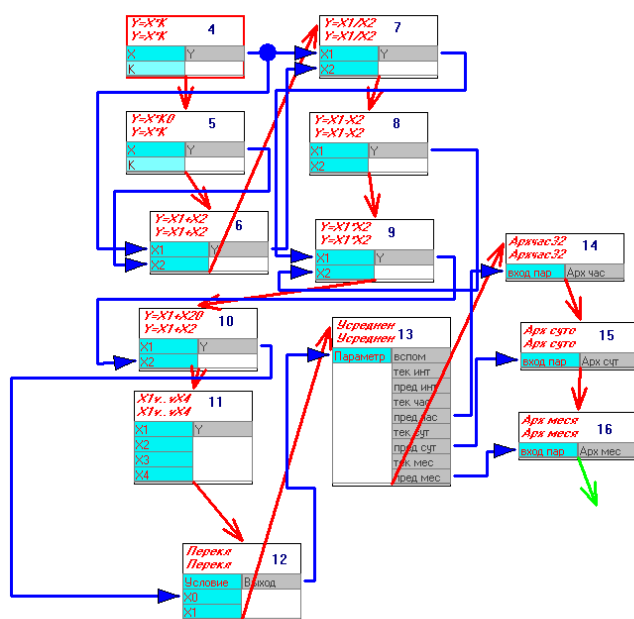 Y=X*K
Y=X*K
4
X Y
K
Y=X*K0
Y=X*K
5
X Y
K
Y=X1+X2
Y=X1+X2
6
X1 Y
X2
Y=X1/X2
Y=X1/X2
7
X1 Y
X2
Y=X1-X2
Y=X1-X2
8
X1 Y
X2
Y=X1*X2
Y=X1*X2
9
X1 Y
X2
Y=X1+X20
Y=X1+X2
10
X1 Y
X2
X1v..vX4
X1v..vX4
11
X1 Y
X2
X3
X4
Перекл
Перекл
12
Условие Выход
X0
X1
Усреднен
Усреднен
13
Параметр вспом
тек инт
пред инт
тек час
пред час
тек сут
пред сут
тек мес
пред мес
Архчас32
Архчас32
14
вход пар Арх час
Арх суто
Арх суто
15
вход пар Арх сут
Арх меся
Арх меся
16
вход пар Арх мес